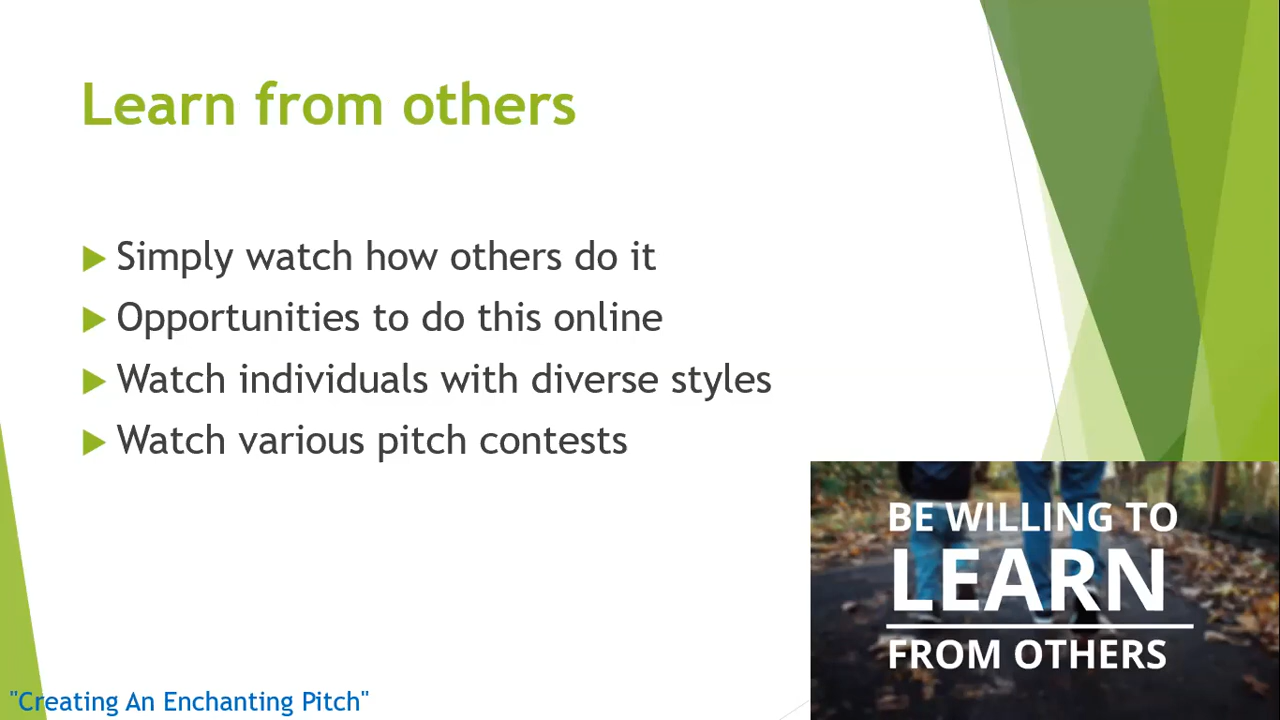 Learn from others
Simply watch how others do it
Opportunities to do this online
Watch individuals with diverse styles
Watch various pitch contests
BE WILLING TO
LEARN
FROM OTHERS
"Creating An Enchanting Pitch"